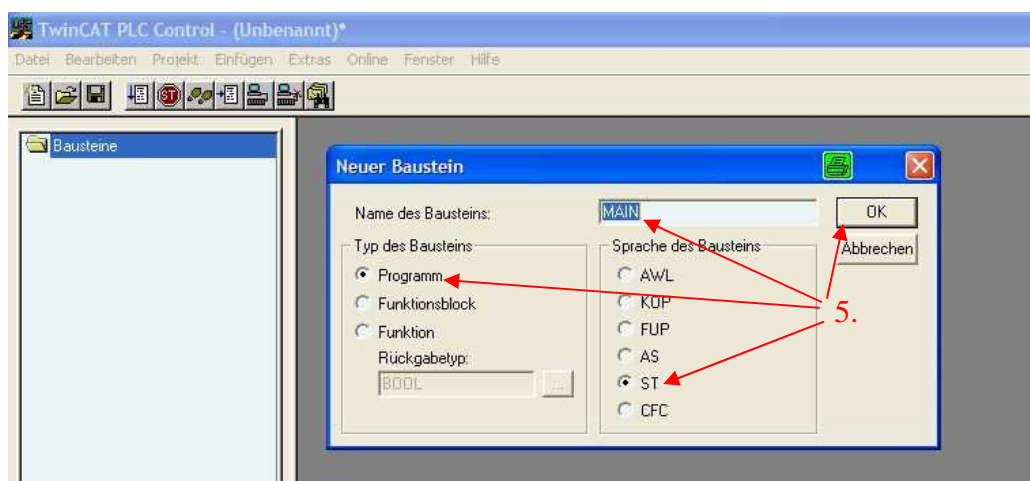 TwinCAT PLC Control - (Unbenannt)*
Datei Bearbeiten Projekt Einfügen Extras Online Fenster Hilfe
ST
Bausteine
Neuer Baustein
Name des Bausteins:
MAIN
OK
Abbrechen
Typ des Bausteins
Programm
Funktionsblock
Funktion
Rückgabetyp:
BOOL
...
Sprache des Bausteins
AWL
KOP
FUP
AS
ST
CFC
5.